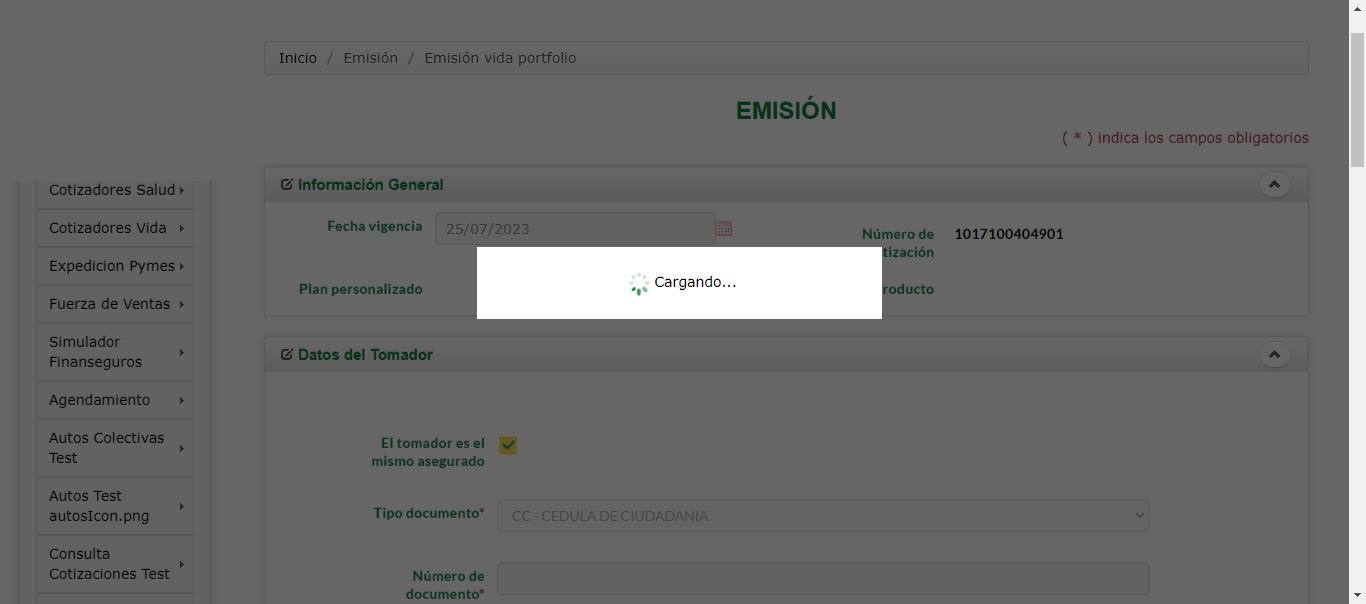 Inicio / Emisión / Emisión vida portfolio
EMISIÓN
( * ) indica los campos obligatorios
Cotizadores Salud
Cotizadores Vida
Expedicion Pymes
Fuerza de Ventas
Simulador
Finanseguros
Agendamiento
Autos Colectivas
Test
Autos Test
autosIcon.png
Consulta
Cotizaciones Test
Información General
Fecha vigencia 25/07/2023
Número de 1017100404901
tización
Plan personalizado
roducto
Cargando...
Datos del Tomador
El tomador es el
mismo asegurado
Tipo documento* CC - CEDULA DE CIUDADANIA
Número de
documento*